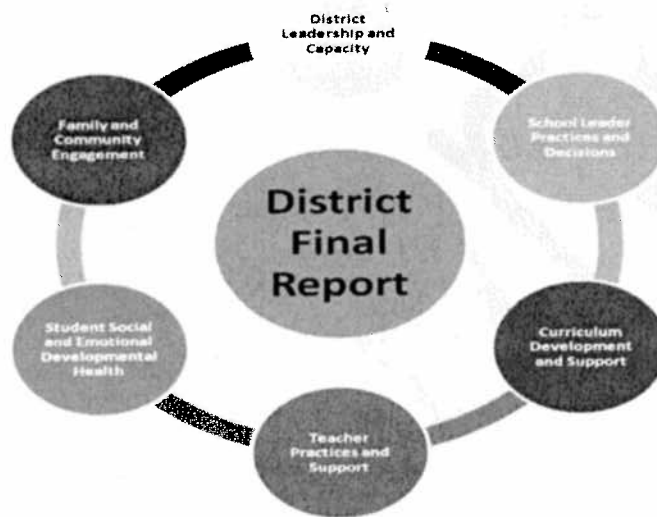 District
Leadership and
Capacity
School Leader
Practices and
Decisions
Curriculum
Development
and Support
Teacher
Practices and
Support
Student Social
and Emotional
Developmental
Health
Family and
Community
Engagement
District
Final
Report